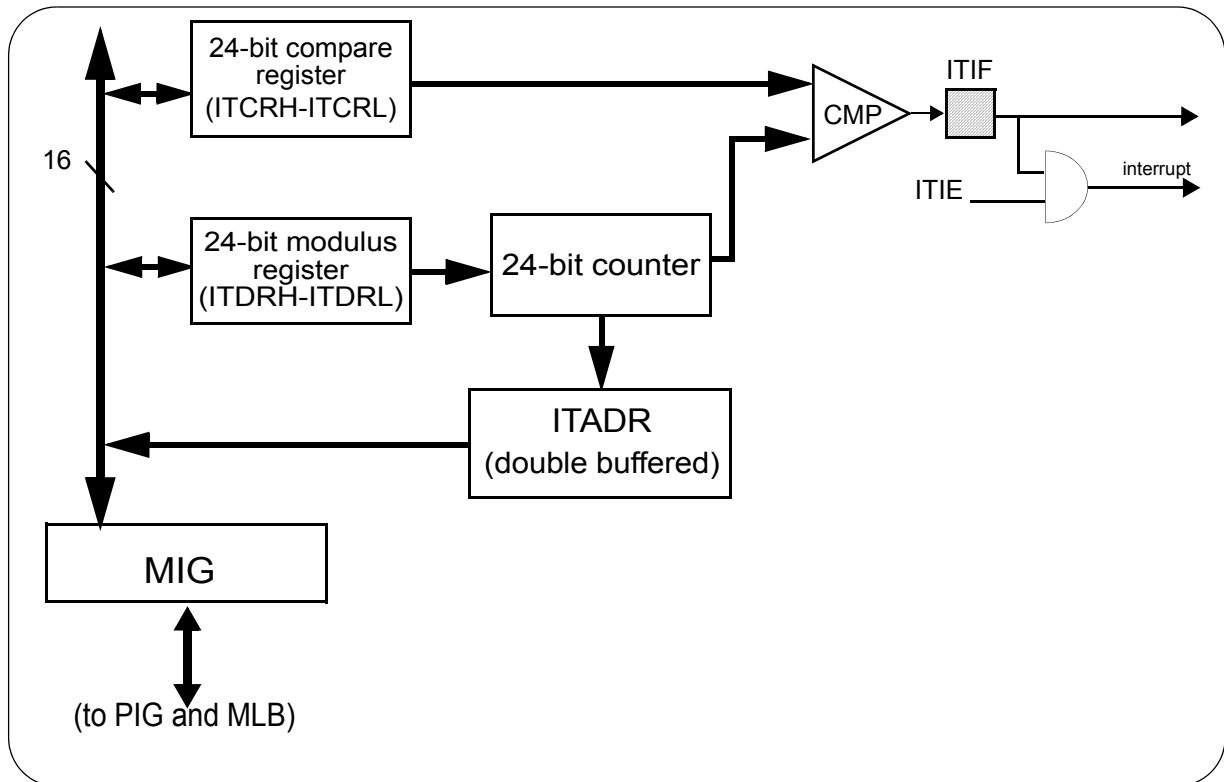 24-bit compare
register
(ITCRH-ITCRL)
CMP
ITIF
16
interrupt
ITIE
24-bit modulus
register
(ITDRH-ITDRL)
24-bit counter
ITADR
(double buffered)
MIG
(to PIG and MLB)